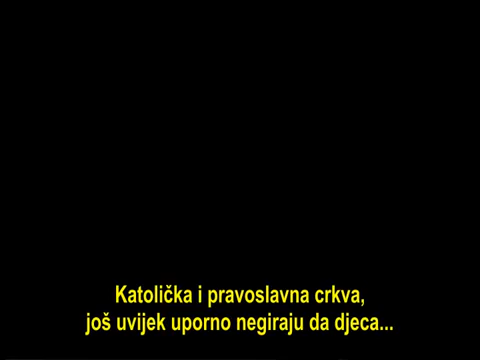 Katolička i pravoslavna crkva,
još uvijek uporno negiraju da djeca...